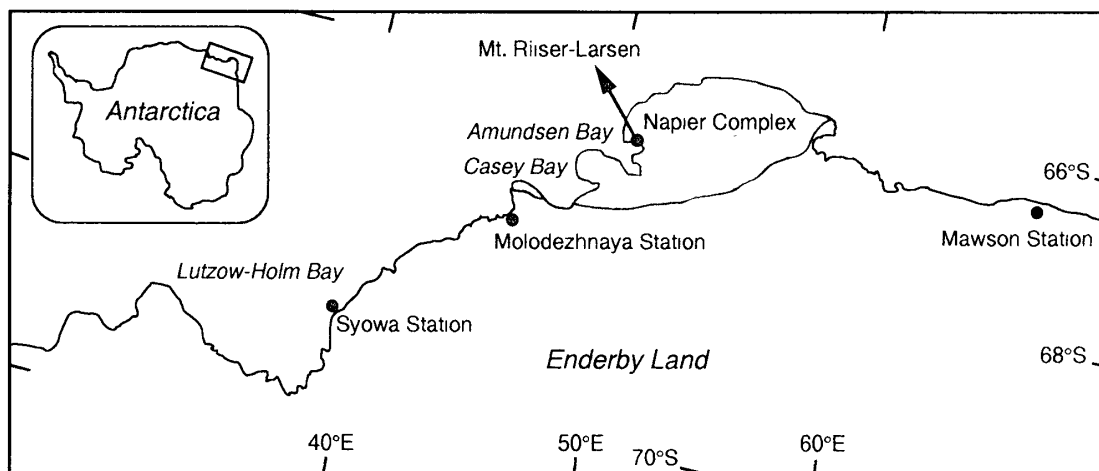 Mt. Riiser-Larsen
Antarctica
Amundsen Bay
Napier Complex
Casey Bay
66°S
Molodezhnaya Station
Mawson Station
Lutzow-Holm Bay
Syowa Station
Enderby Land
68°S
40°E
50°E
70°S
60°E